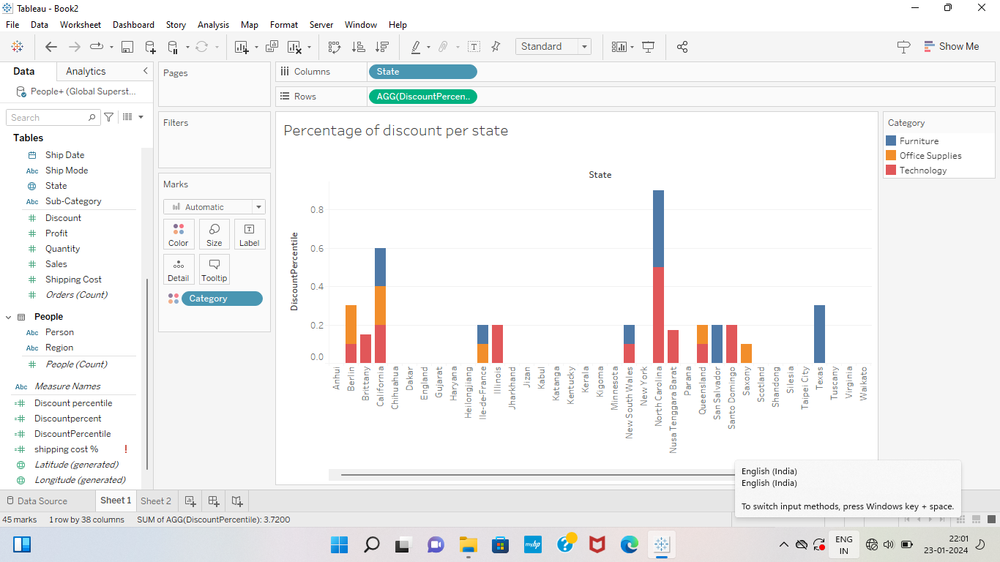 Tableau - Book2
File Data Worksheet Dashboard Story Analysis Map Format Server Window Help
Standard
Show Me
Data Analytics
People+ (Global Superst...
Search
Tables
Ship Date
Abc Ship Mode
State
Abc Sub-Category
# Discount
# Profit
# Quantity
# Sales
# Shipping Cost
# Orders (Count)
People
Abc Person
Abc Region
# People (Count)
Abc Measure Names
=# Discount percentile
=# Discountpercent
=# DiscountPercentile
=# shipping cost % !
Latitude (generated)
Longitude (generated)
Pages
Filters
Marks
Automatic
Color Size Label
Detail Tooltip
Category
Columns State
Rows AGG(DiscountPercen..
Percentage of discount per state
State
DiscountPercentile
0.8
0.6
0.4
0.2
0.0
Anhui
Berlin
Brittany
California
Chihuahua
Dakar
England
Gujarat
Haryana
Heilongjiang
Ile-de-France
Illinois
Jharkhand
Jizan
Kabul
Katanga
Kentucky
Kerala
Kigoma
Minnesota
New South Wales
New York
North Carolina
Nusa Tenggara Barat
Parana
Queensland
San Salvador
Santo Domingo
Saxony
Scotland
Shandong
Silesia
Taipei City
Texas
Tuscany
Virginia
Waikato
Category
Furniture
Office Supplies
Technology
English (India)
English (India)
To switch input methods, press Windows key + space.
Data Source Sheet 1 Sheet 2
45 marks 1 row by 38 columns SUM of AGG(DiscountPercentile): 3.7200
myhp
ENG
IN
22:01
23-01-2024